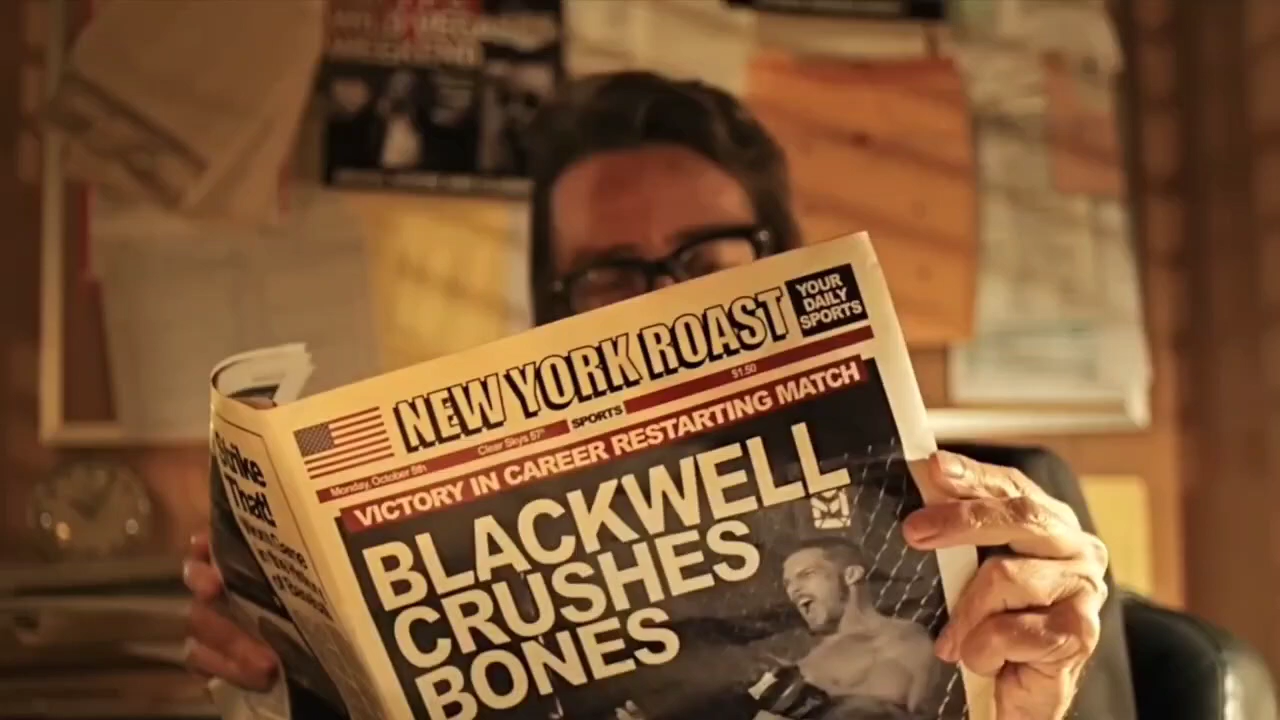 NEW YORK ROAST
YOUR
DAILY
SPORTS
$1.50
SPORTS
Clear Skys 57°
Monday, October 5th
VICTORY IN CAREER RESTARTING MATCH
BLACKWELL
CRUSHES
BONES
Strike
That!